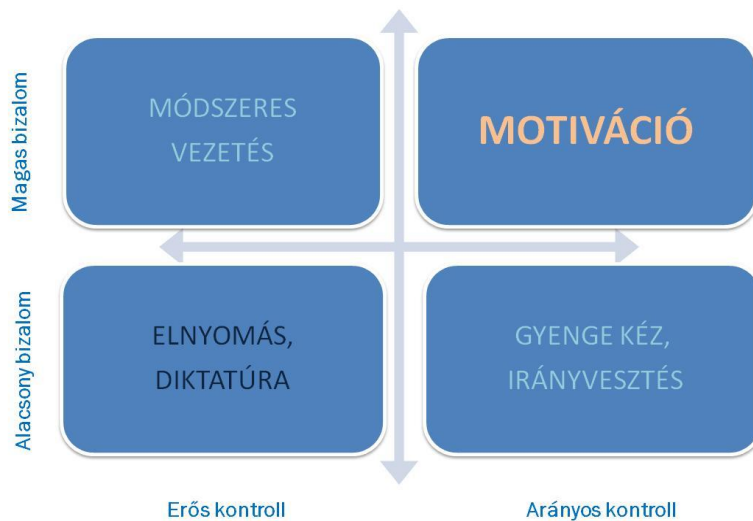 Magas bizalom
MÓDSZERES
VEZETÉS
MOTIVÁCIÓ
Alacsony bizalom
ELNYOMÁS,
DIKTATÚRA
GYENGE KÉZ,
IRÁNYVESZTÉS
Erős kontroll
Arányos kontroll